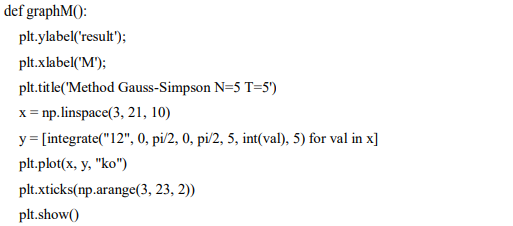 def graphM():
plt.ylabel('result');
plt.xlabel('M');
plt.title('Method Gauss-Simpson N=5 T=5')
x = np.linspace(3, 21, 10)
y = [integrate("12", 0, pi/2, 0, pi/2, 5, int(val), 5) for val in x]
plt.plot(x, y, "ko")
plt.xticks(np.arange(3, 23, 2))
plt.show()